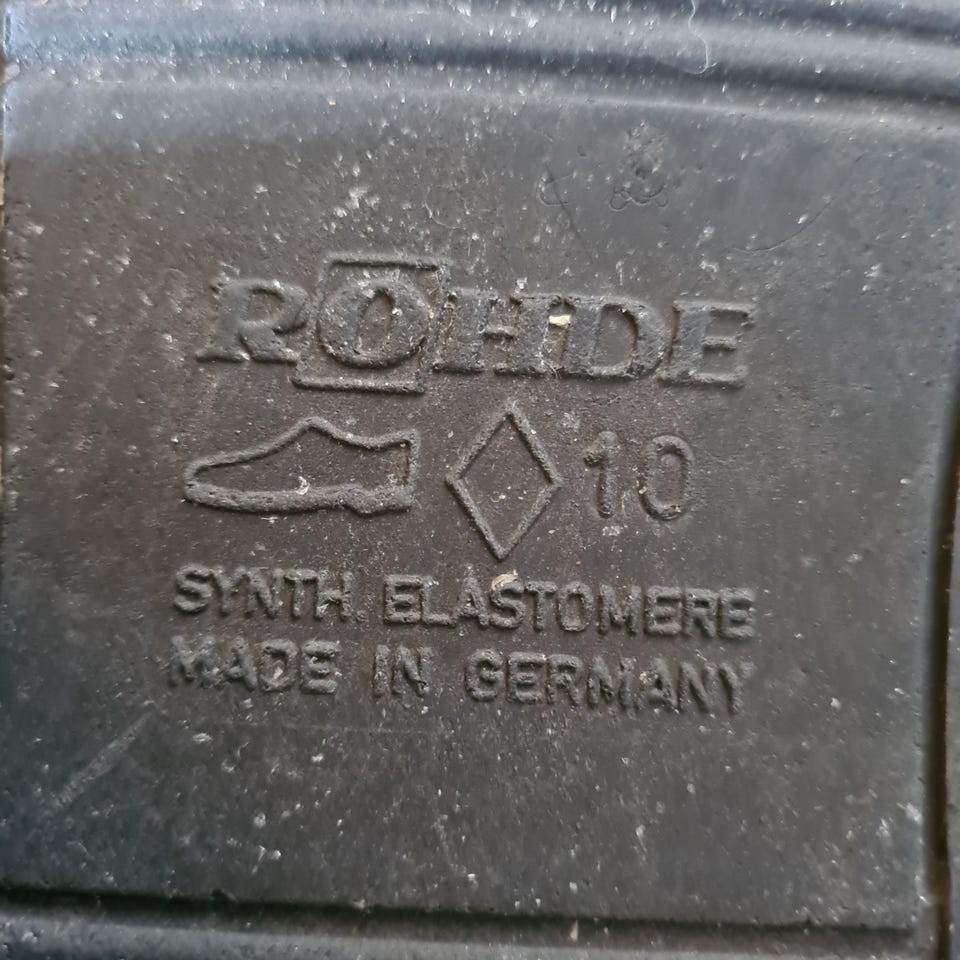 ROHDE
10
SYNTH. ELASTOMERE
MADE IN GERMANY